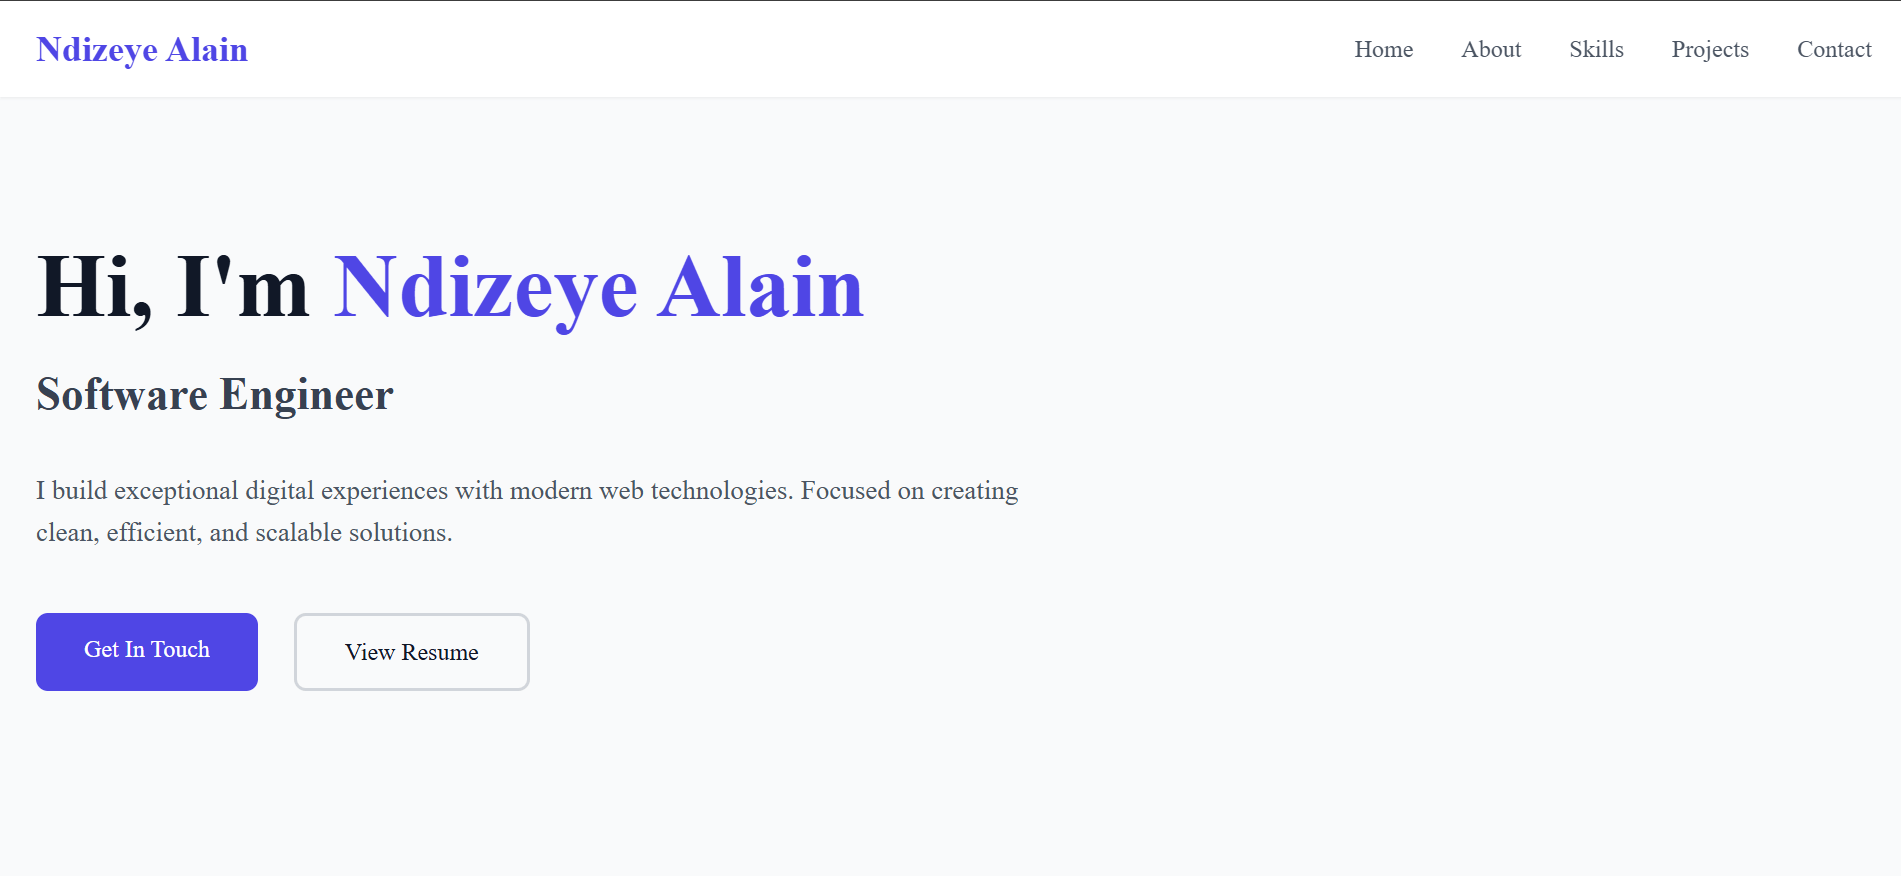 Ndizeye Alain
Home About Skills Projects Contact
Hi, I'm Ndizeye Alain
Software Engineer
I build exceptional digital experiences with modern web technologies. Focused on creating
clean, efficient, and scalable solutions.
Get In Touch
View Resume